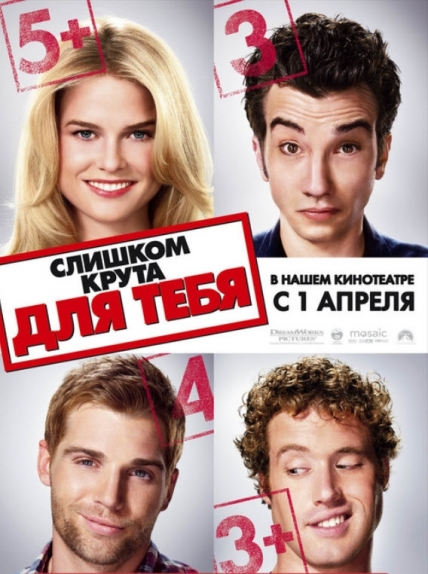 5+
3
СЛИШКОМ
КРУТА
ДЛЯ ТЕБЯ
В НАШЕМ КИНОТЕАТРЕ
С 1 АПРЕЛЯ
DREAMWORKS
PICTURES
mosaic
4
3+